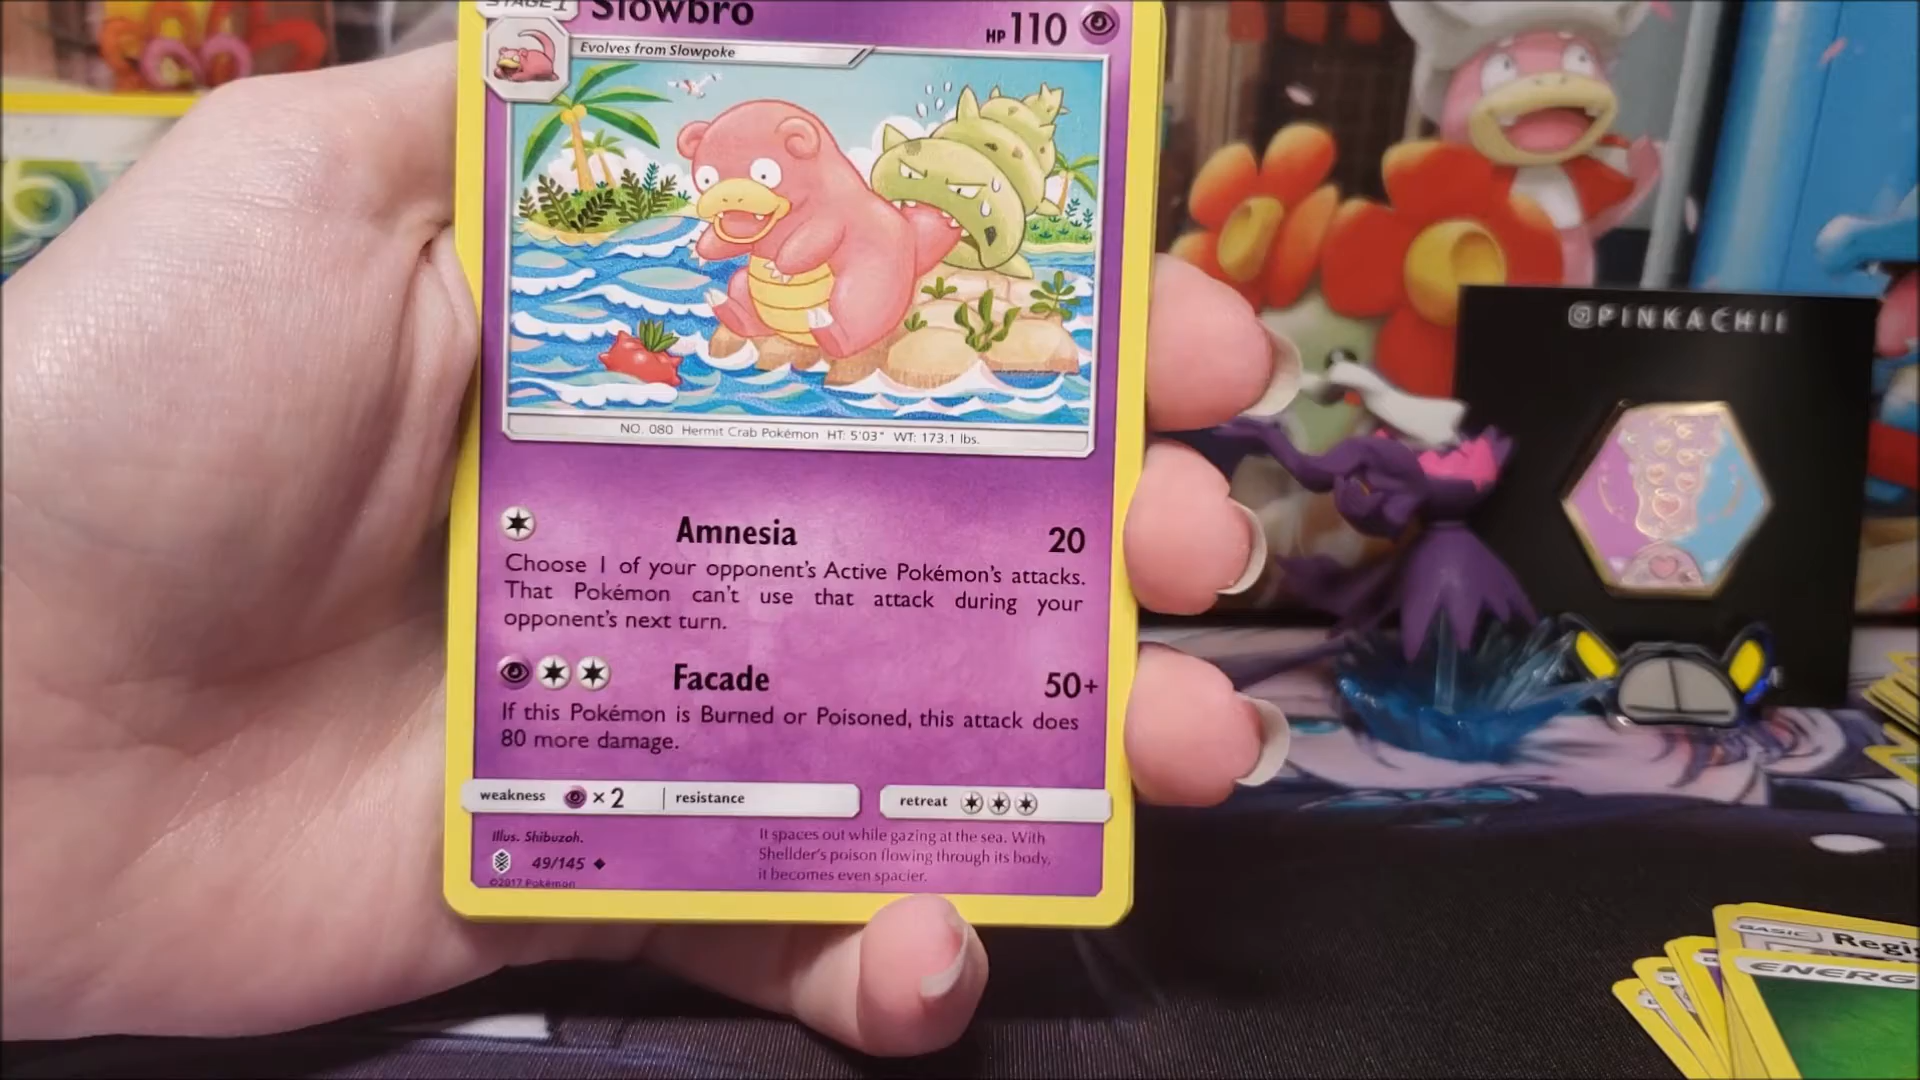 STAGE 1 Slowbro HP 110
Evolves from Slowpoke
@PINKACHII
NO. 080 Hermit Crab Pokémon HT: 5'03" WT: 173.1 lbs.
Amnesia 20
Choose 1 of your opponent's Active Pokémon's attacks.
That Pokémon can't use that attack during your
opponent's next turn.
Facade 50+
If this Pokémon is Burned or Poisoned, this attack does
80 more damage.
weakness ×2 resistance retreat
Illus. Shibuzoh.
49/145
©2017 Pokémon
It spaces out while gazing at the sea. With
Shellder's poison flowing through its body,
it becomes even spacier.
BASIC Regi
ENERG